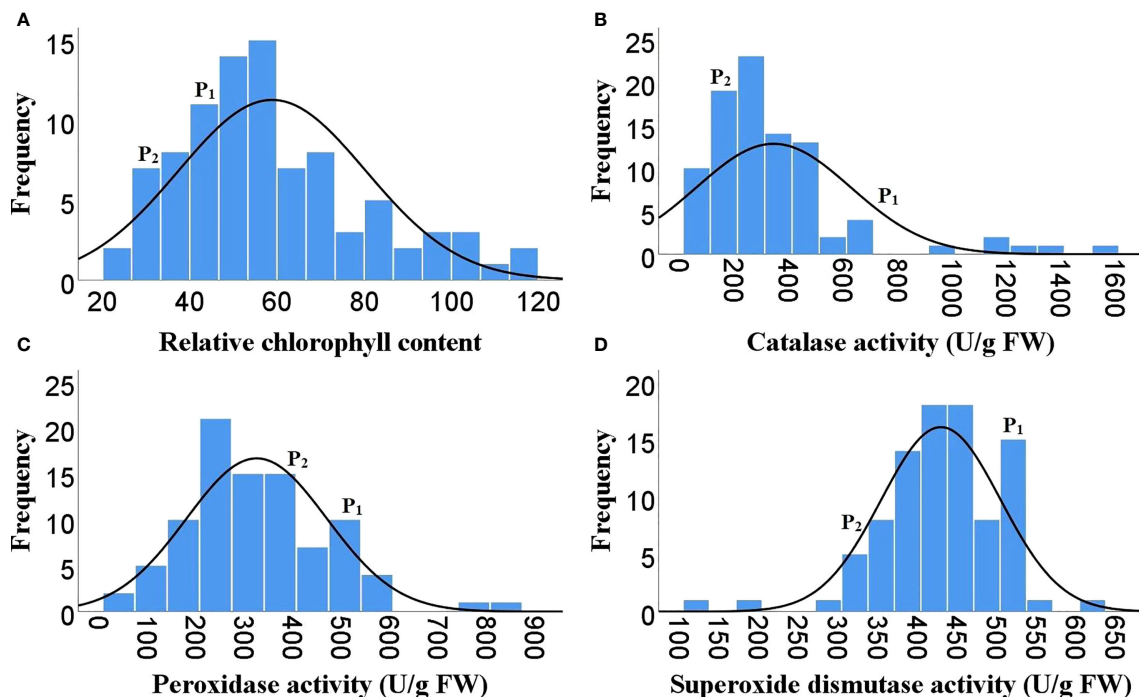 A
Frequency
15
10
5
0
P1
P2
20 40 60 80 100 120
Relative chlorophyll content
B
Frequency
25
20
15
10
5
0
P2
P1
0 200 400 600 800 1000 1200 1400 1600
Catalase activity (U/g FW)
C
Frequency
25
20
15
10
5
0
P2
P1
0 100 200 300 400 500 600 700 800 900
Peroxidase activity (U/g FW)
D
Frequency
20
15
10
5
0
P1
P2
100 150 200 250 300 350 400 450 500 550 600 650
Superoxide dismutase activity (U/g FW)